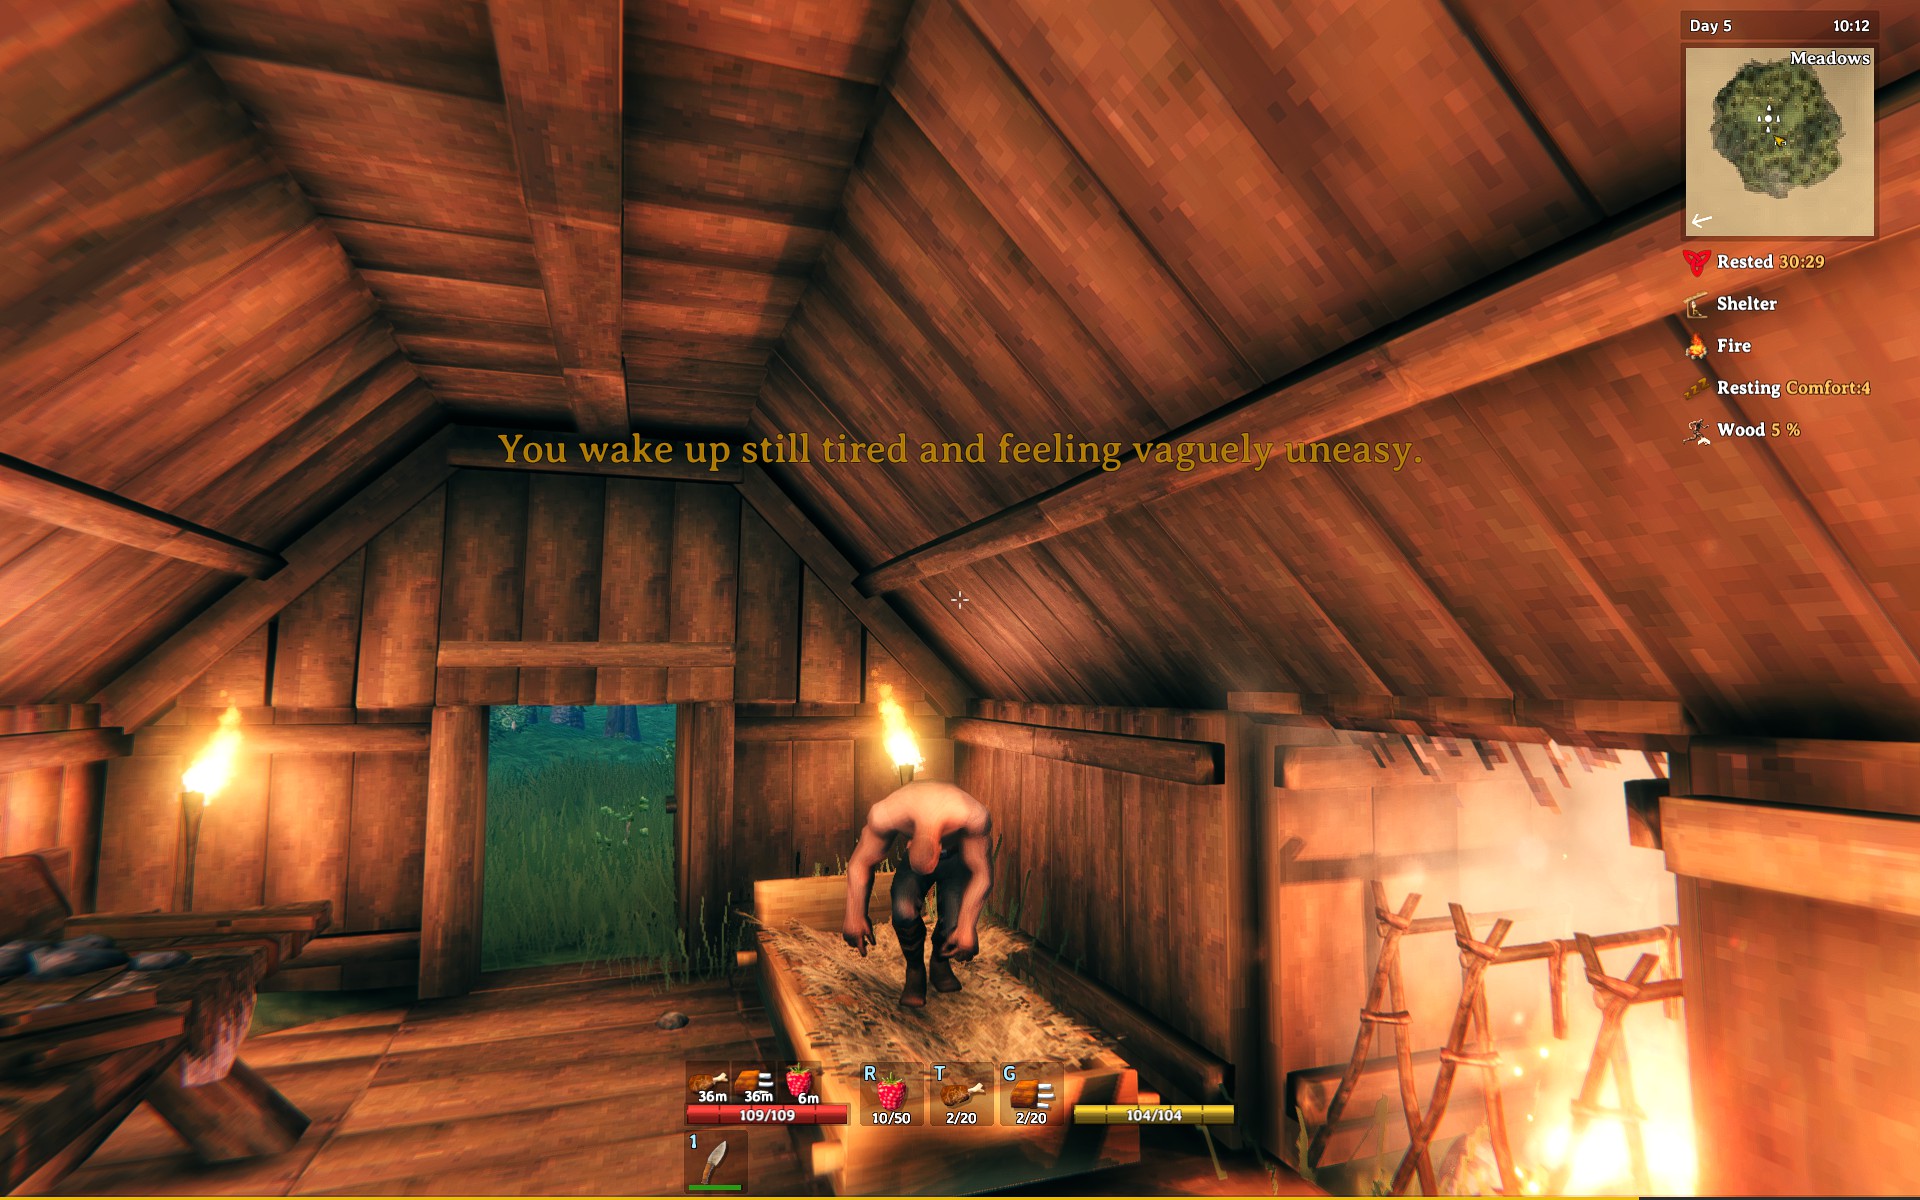 Day 5 10:12
Meadows
Rested 30:29
Shelter
Fire
Resting Comfort:4
Wood 5 %
You wake up still tired and feeling vaguely uneasy.
36m 36m 6m
109/109
R T G
10/50 2/20 2/20
104/104
1